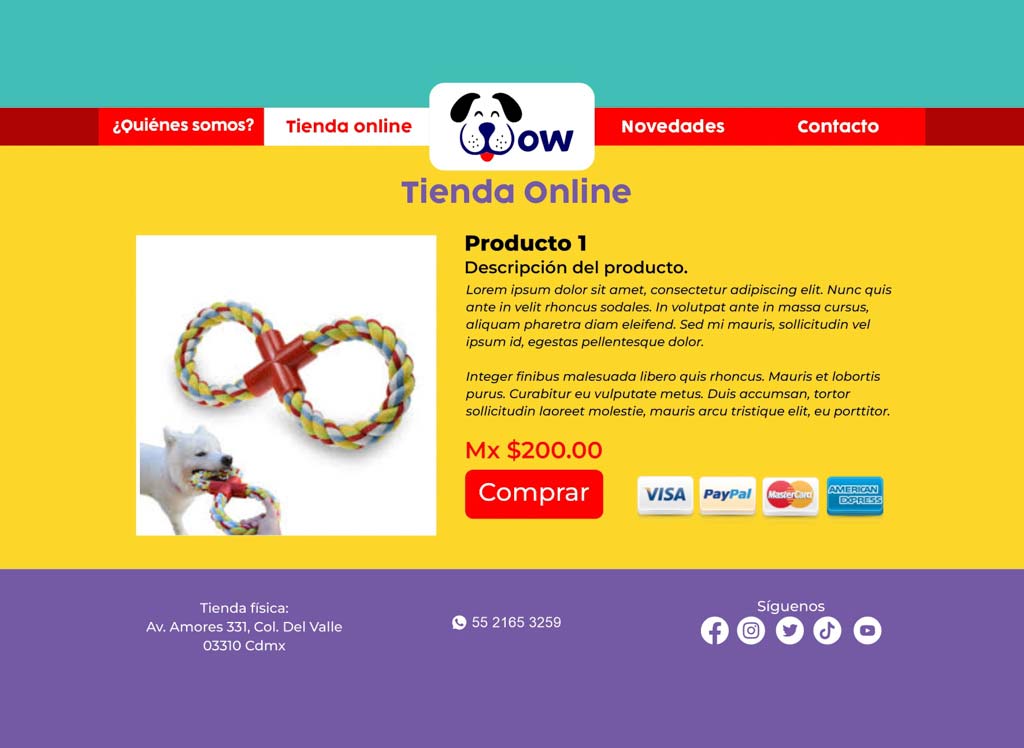 ¿Quiénes somos?
Tienda online
Wow
Novedades
Contacto
Tienda Online
Producto 1
Descripción del producto.
Lorem ipsum dolor sit amet, consectetur adipiscing elit. Nunc quis
ante in velit rhoncus sodales. In volutpat ante in massa cursus,
aliquam pharetra diam eleifend. Sed mi mauris, sollicitudin vel
ipsum id, egestas pellentesque dolor.
Integer finibus malesuada libero quis rhoncus. Mauris et lobortis
purus. Curabitur eu vulputate metus. Duis accumsan, tortor
sollicitudin laoreet molestie, mauris arcu tristique elit, eu porttitor.
Mx $200.00
Comprar
VISA
PayPal
MasterCard
AMERICAN
EXPRESS
Tienda física:
Av. Amores 331, Col. Del Valle
03310 Cdmx
55 2165 3259
Síguenos